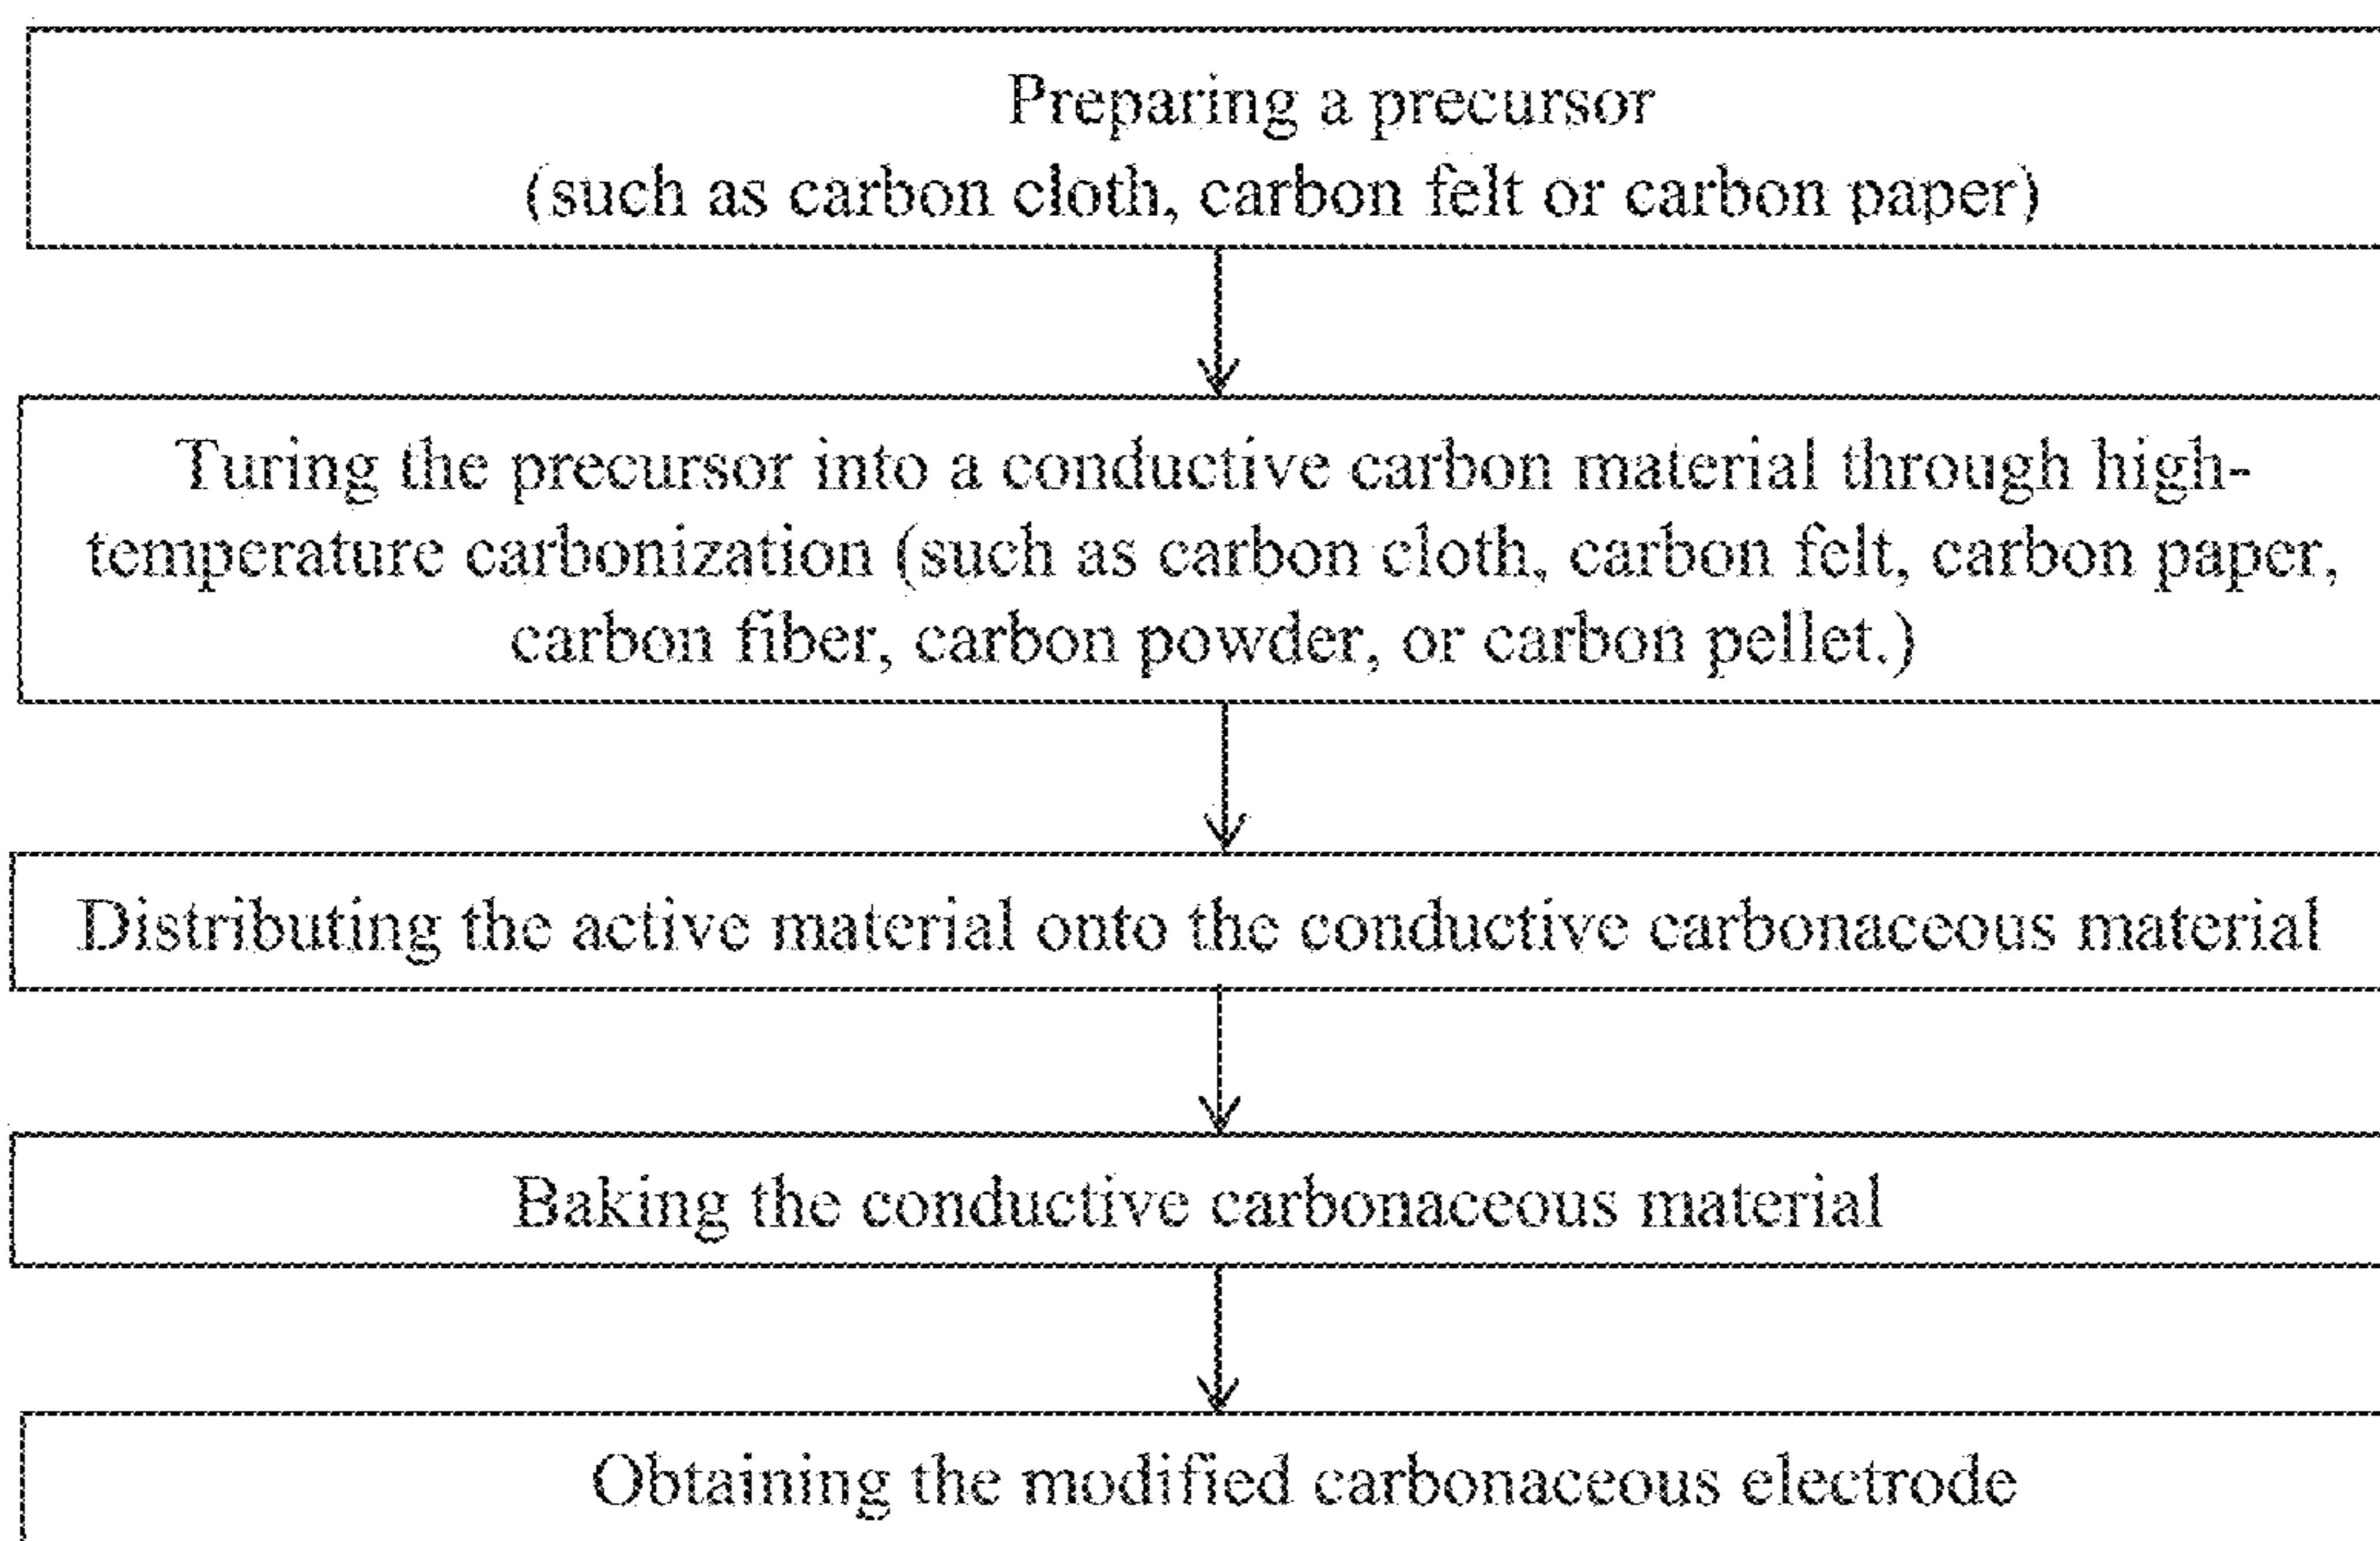 Preparing a precursor
(such as carbon cloth, carbon felt or carbon paper)
Turing the precursor into a conductive carbon material through high-
temperature carbonization (such as carbon cloth, carbon felt, carbon paper,
carbon fiber, carbon powder, or carbon pellet.)
Distributing the active material onto the conductive carbonaceous material
Baking the conductive carbonaceous material
Obtaining the modified carbonaceous electrode